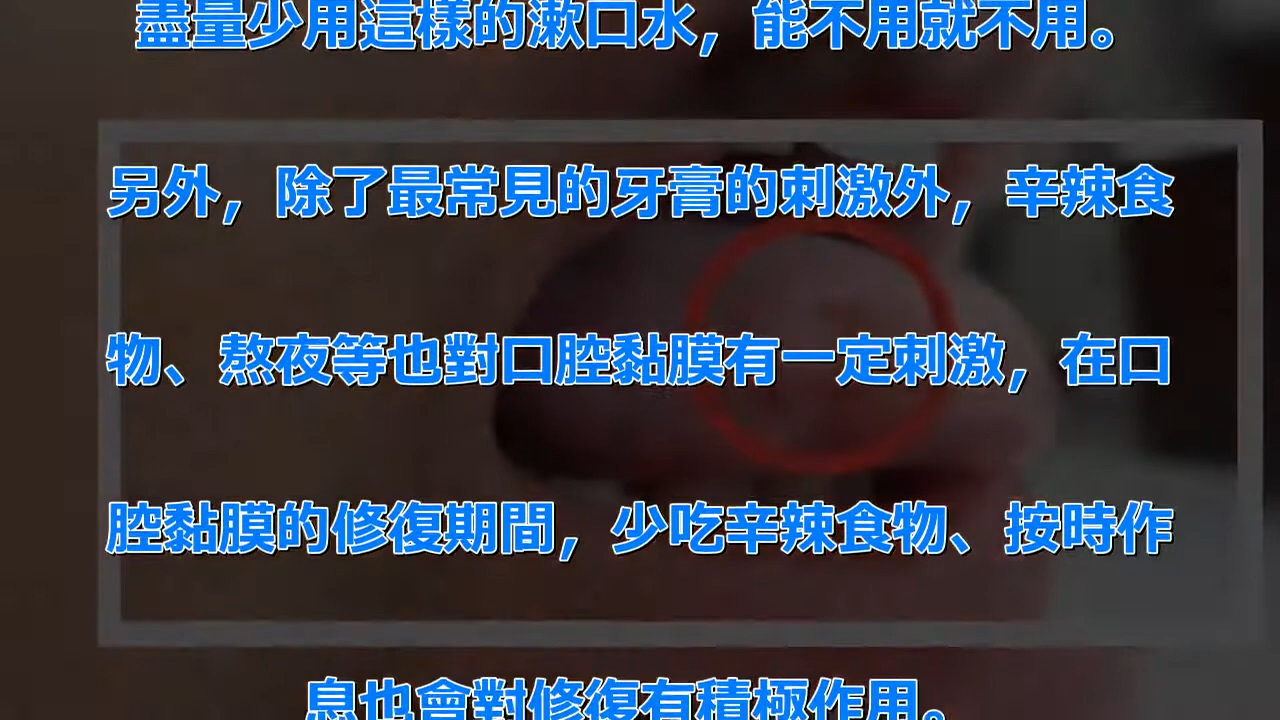 盡量少用這樣的漱口水，能不用就不用。
另外，除了最常見的牙膏的刺激外，辛辣食
物、熬夜等也對口腔黏膜有一定刺激，在口
腔黏膜的修復期間，少吃辛辣食物、按時作
息也會對修復有積極作用。